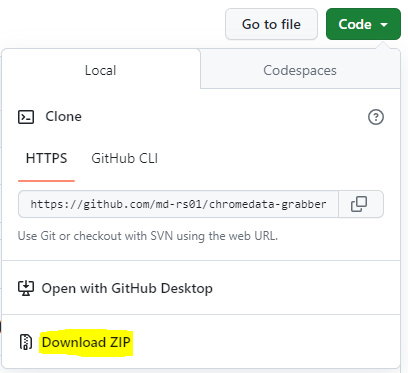 Go to file
Code
Local
Codespaces
Clone
HTTPS
GitHub CLI
https://github.com/md-rs01/chromedata-grabber
Use Git or checkout with SVN using the web URL.
Open with GitHub Desktop
Download ZIP